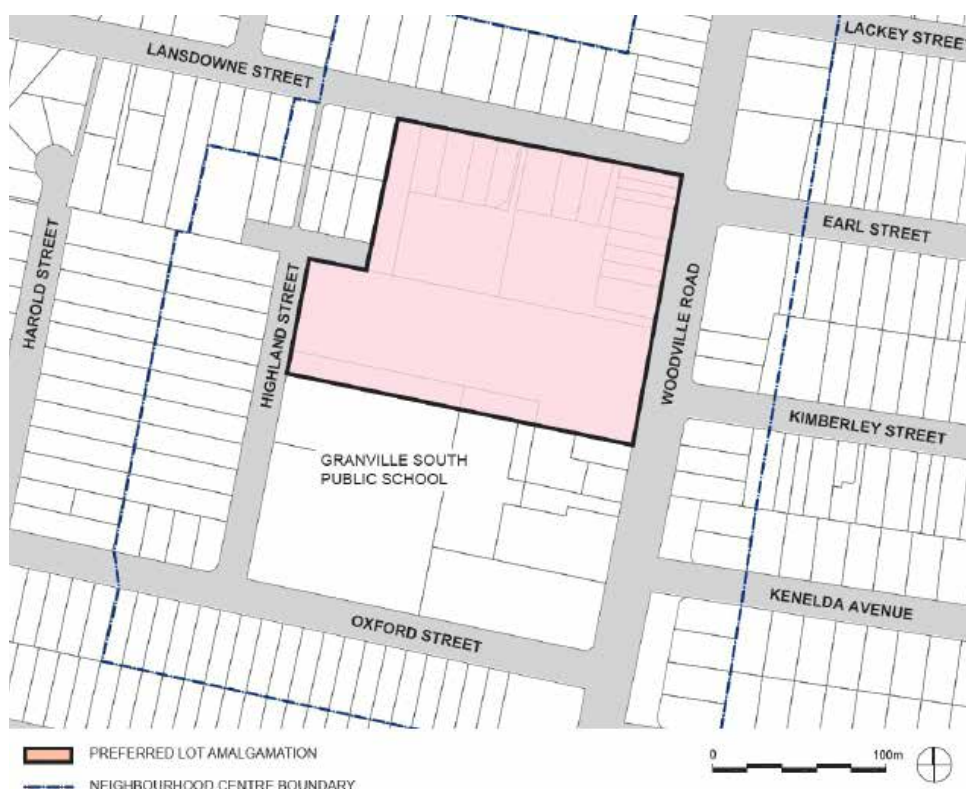 LACKEY STREET
LANSDOWNE STREET
EARL STREET
HAROLD STREET
HIGHLAND STREET
WOODVILLE ROAD
KIMBERLEY STREET
GRANVILLE SOUTH
PUBLIC SCHOOL
KENELDA AVENUE
OXFORD STREET
PREFERRED LOT AMALGAMATION
0 100m
NEIGHBOURHOOD CENTRE BOUNDARY